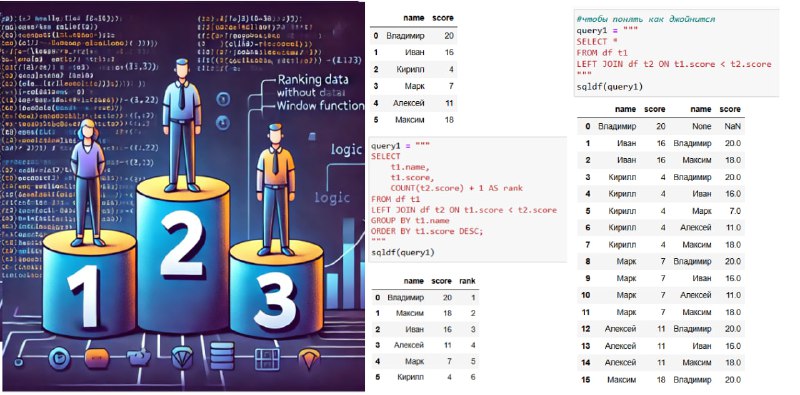 Ranking data
without datai
Window function
logic
logic
1
2
3
name score
0 Владимир 20
1 Иван 16
2 Кирилл 4
3 Марк 7
4 Алексей 11
5 Максим 18
query1 = """
SELECT
t1.name,
t1.score,
COUNT(t2.score) + 1 AS rank
FROM df t1
LEFT JOIN df t2 ON t1.score < t2.score
GROUP BY t1.name
ORDER BY t1.score DESC;
"""
sqldf(query1)
name score rank
0 Владимир 20 1
1 Максим 18 2
2 Иван 16 3
3 Алексей 11 4
4 Марк 7 5
5 Кирилл 4 6
#чтобы понять как джойнится
query1 = """
SELECT *
FROM df t1
LEFT JOIN df t2 ON t1.score < t2.score
"""
sqldf(query1)
name score name score
0 Владимир 20 None NaN
1 Иван 16 Владимир 20.0
2 Иван 16 Максим 18.0
3 Кирилл 4 Владимир 20.0
4 Кирилл 4 Иван 16.0
5 Кирилл 4 Марк 7.0
6 Кирилл 4 Алексей 11.0
7 Кирилл 4 Максим 18.0
8 Марк 7 Владимир 20.0
9 Марк 7 Иван 16.0
10 Марк 7 Алексей 11.0
11 Марк 7 Максим 18.0
12 Алексей 11 Владимир 20.0
13 Алексей 11 Иван 16.0
14 Алексей 11 Максим 18.0
15 Максим 18 Владимир 20.0